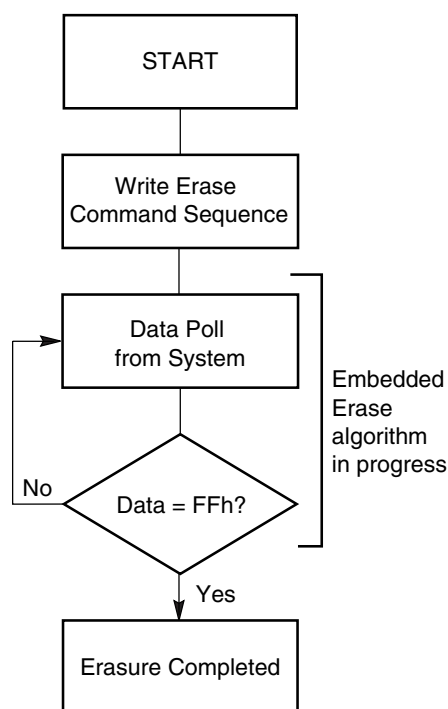 START
Write Erase
Command Sequence
Data Poll
from System
Embedded
Erase
algorithm
in progress
No
Data = FFh?
Yes
Erasure Completed